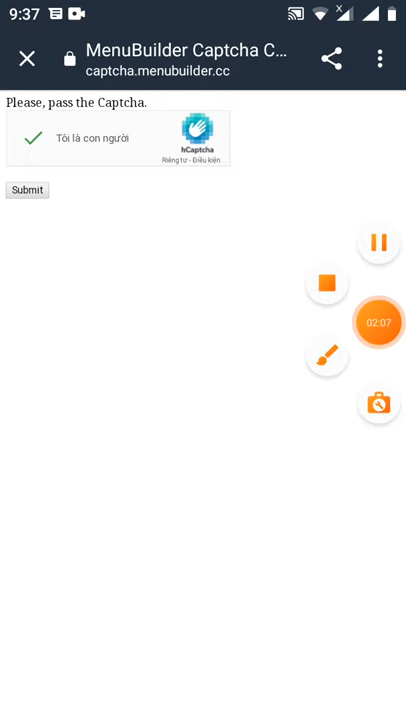 9:37
MenuBuilder Captcha C...
captcha.menubuilder.cc
Please, pass the Captcha.
Tôi là con người
hCaptcha
Riêng tư - Điều kiện
Submit
02:07